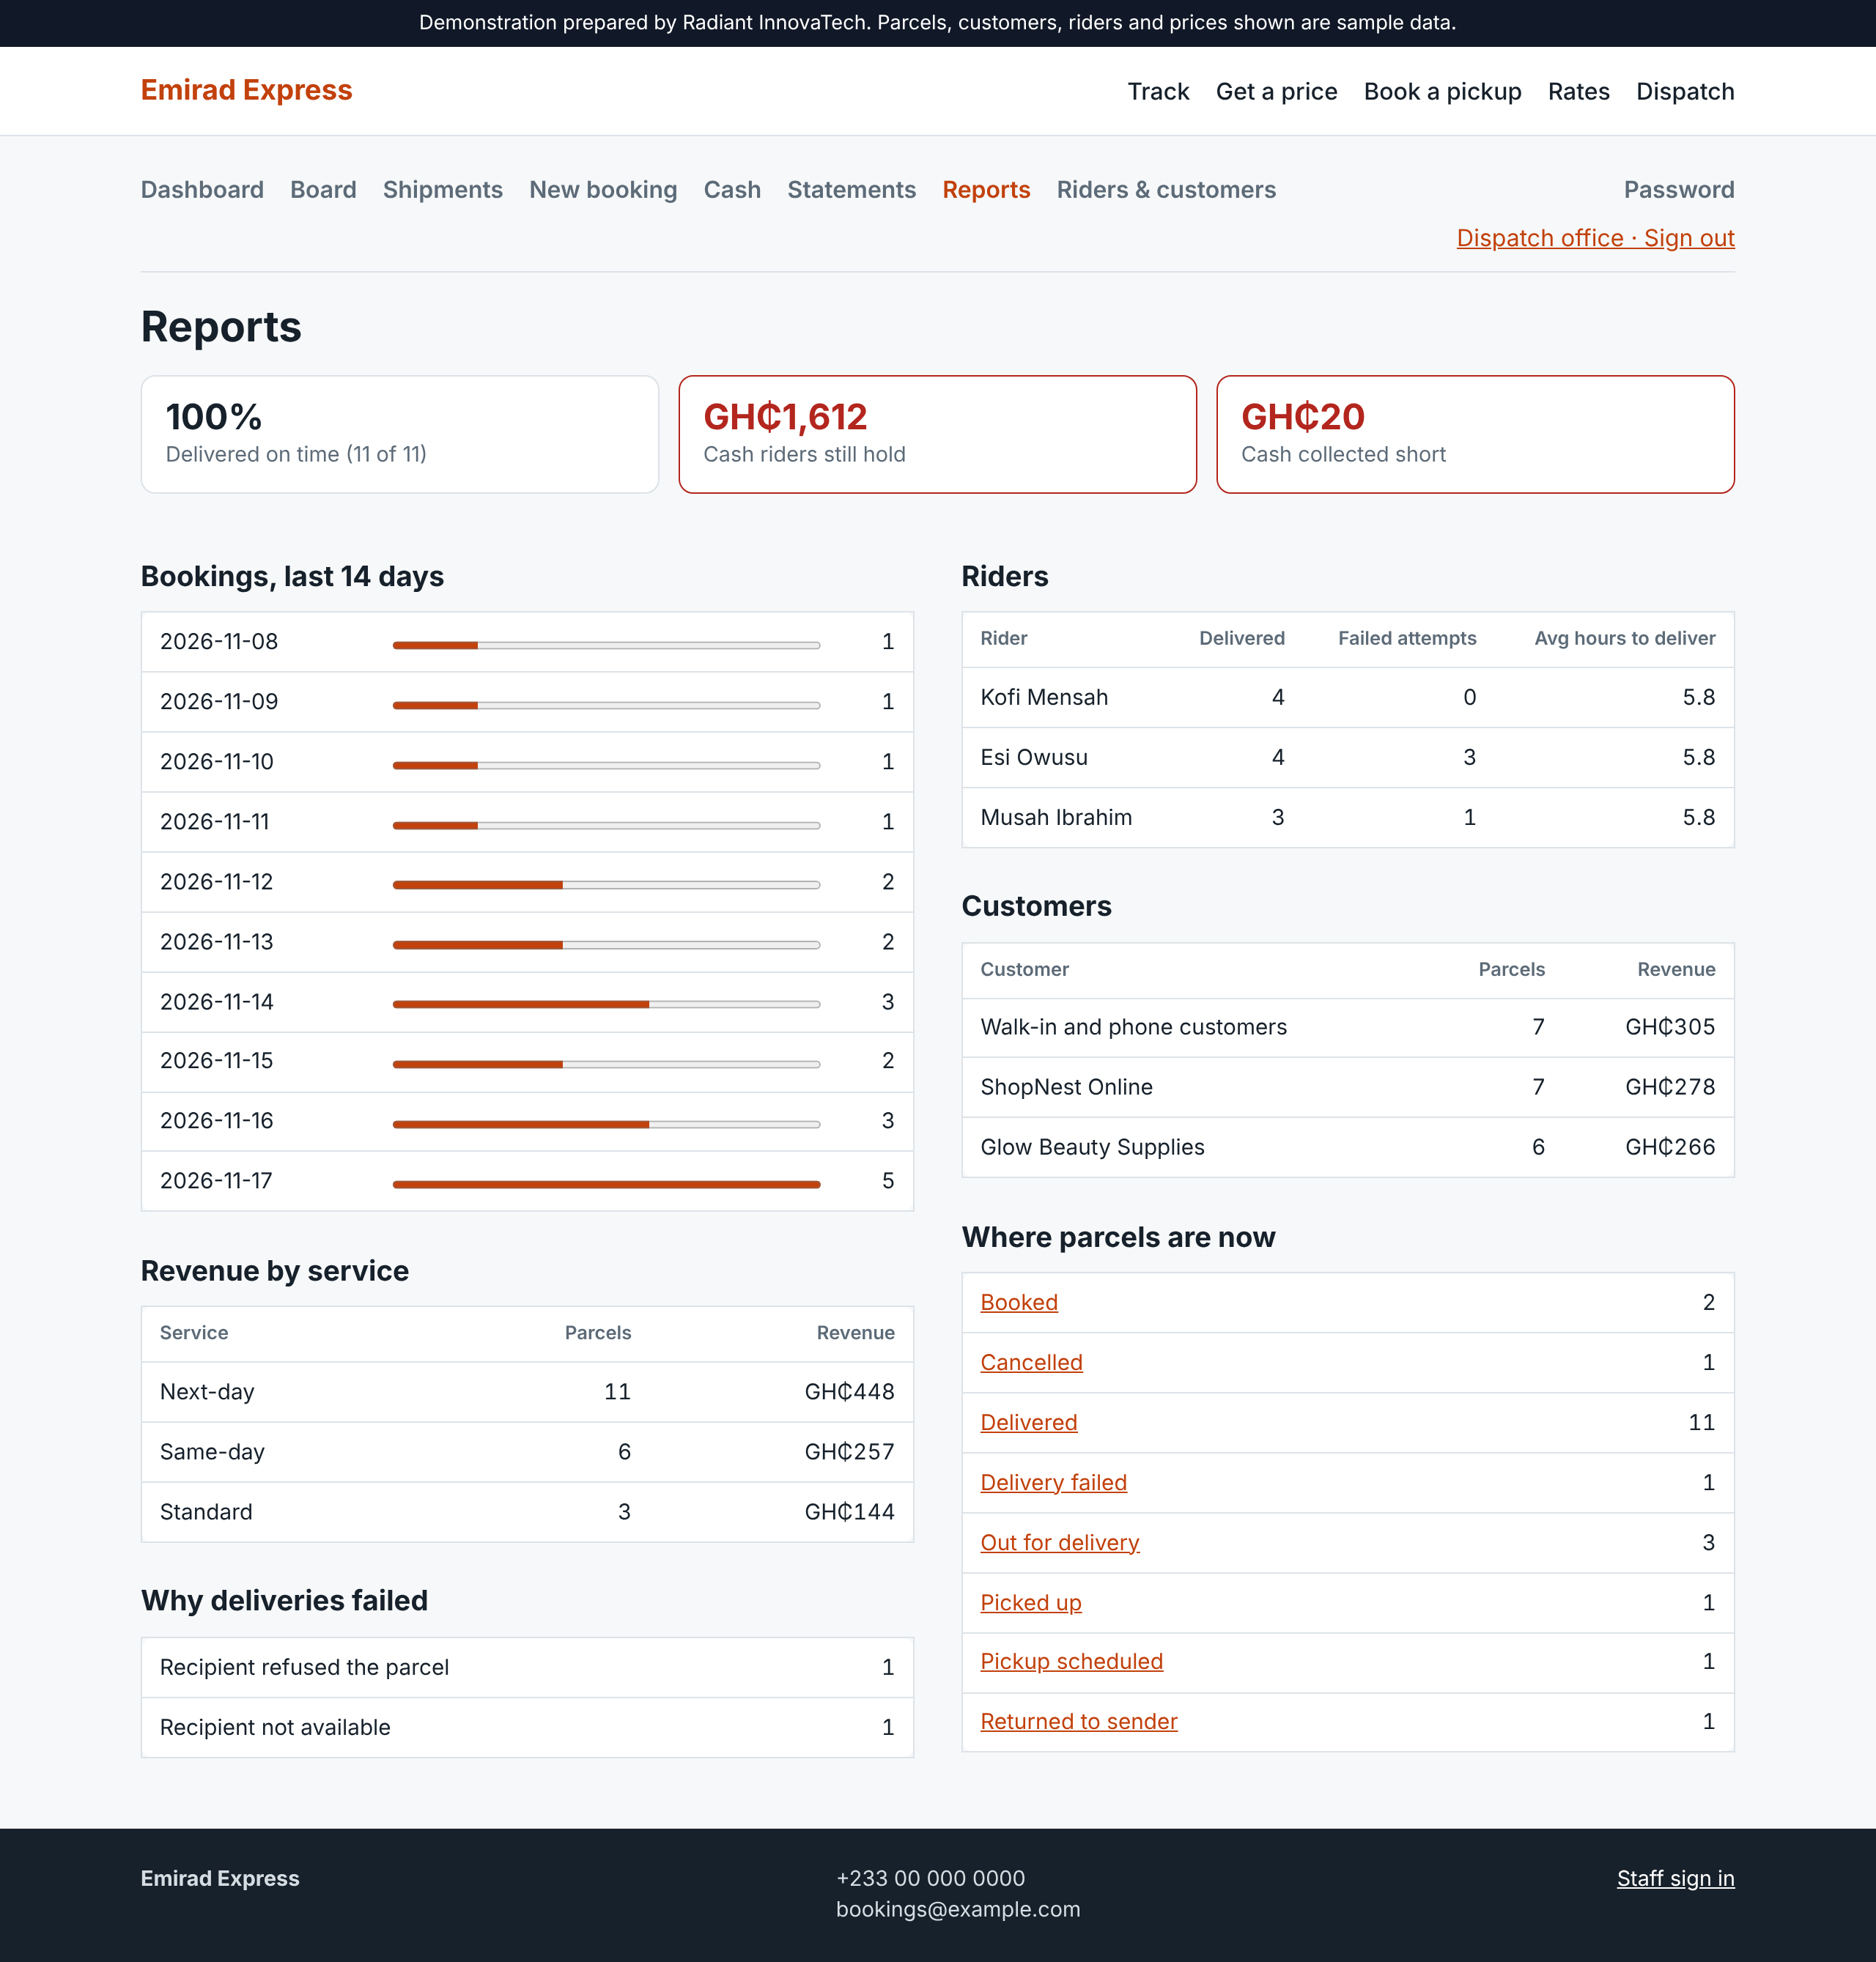 Demonstration prepared by Radiant InnovaTech. Parcels, customers, riders and prices shown are sample data.
Emirad Express
Track Get a price Book a pickup Rates Dispatch
Dashboard Board Shipments New booking Cash Statements Reports Riders & customers Password
Dispatch office · Sign out
Reports
100%
Delivered on time (11 of 11)
GH₵1,612
Cash riders still hold
GH₵20
Cash collected short
Bookings, last 14 days
2026-11-08 1
2026-11-09 1
2026-11-10 1
2026-11-11 1
2026-11-12 2
2026-11-13 2
2026-11-14 3
2026-11-15 2
2026-11-16 3
2026-11-17 5
Revenue by service
Service Parcels Revenue
Next-day 11 GH₵448
Same-day 6 GH₵257
Standard 3 GH₵144
Why deliveries failed
Recipient refused the parcel 1
Recipient not available 1
Riders
Rider Delivered Failed attempts Avg hours to deliver
Kofi Mensah 4 0 5.8
Esi Owusu 4 3 5.8
Musah Ibrahim 3 1 5.8
Customers
Customer Parcels Revenue
Walk-in and phone customers 7 GH₵305
ShopNest Online 7 GH₵278
Glow Beauty Supplies 6 GH₵266
Where parcels are now
Booked 2
Cancelled 1
Delivered 11
Delivery failed 1
Out for delivery 3
Picked up 1
Pickup scheduled 1
Returned to sender 1
Emirad Express
+233 00 000 0000
bookings@example.com
Staff sign in